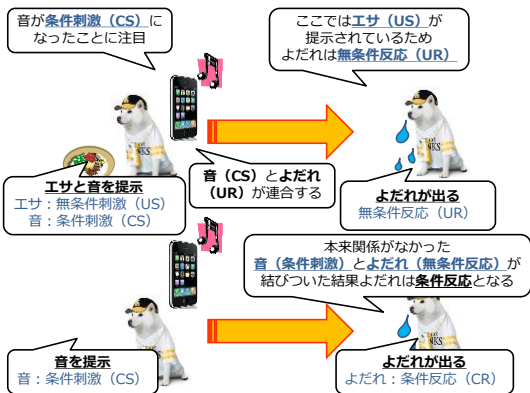 音が条件刺激（CS）に
なったことに注目
ここではエサ（US）が
提示されているため
よだれは無条件反応（UR）
NKS
音（CS）とよだれ
（UR）が連合する
エサと音を提示
エサ：無条件刺激（US）
音：条件刺激（CS）
よだれが出る
無条件反応（UR）
本来関係がなかった
音（条件刺激）とよだれ（無条件反応）が
結びついた結果よだれは条件反応となる
音を提示
音：条件刺激（CS）
よだれが出る
よだれ：条件反応（CR）